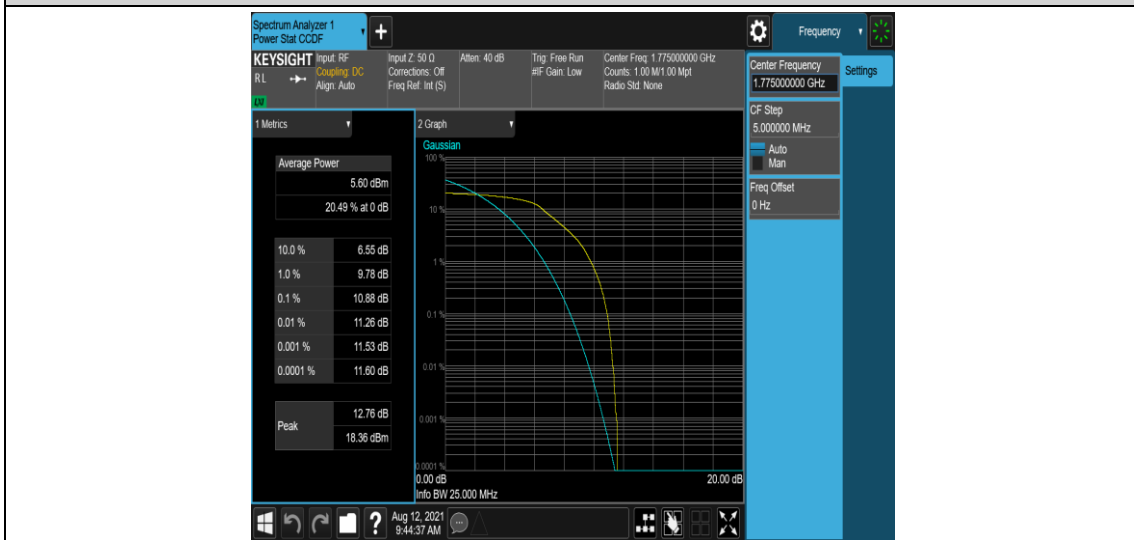 Spectrum Analyzer 1
Power Stat CCDF
+
Frequency
KEYSIGHT
RL
LXI
Input: RF
Coupling: DC
Align: Auto
Input Z: 50 Ω
Corrections: Off
Freq Ref: Int (S)
Atten: 40 dB
Trig: Free Run
#IF Gain: Low
Center Freq: 1.775000000 GHz
Counts: 1.00 M/1.00 Mpt
Radio Std: None
Center Frequency
1.775000000 GHz
Settings
CF Step
5.000000 MHz
Auto
Man
Freq Offset
0 Hz
1 Metrics
Average Power
5.60 dBm
20.49 % at 0 dB
10.0 % 6.55 dB
1.0 % 9.78 dB
0.1 % 10.88 dB
0.01 % 11.26 dB
0.001 % 11.53 dB
0.0001 % 11.60 dB
Peak
12.76 dB
18.36 dBm
2 Graph
Gaussian
100 %
10 %
1 %
0.1 %
0.01 %
0.001 %
0.0001 %
0.00 dB 20.00 dB
Info BW 25.000 MHz
?
Aug 12, 2021
9:44:37 AM